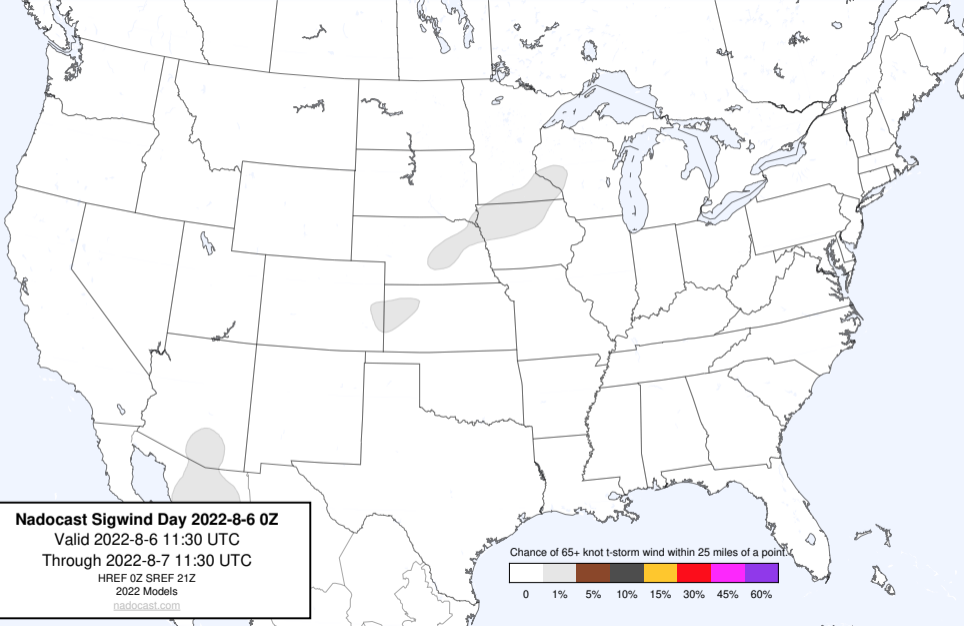 Nadocast Sigwind Day 2022-8-6 0Z
Valid 2022-8-6 11:30 UTC
Through 2022-8-7 11:30 UTC
HREF 0Z SREF 21Z
2022 Models
nadocast.com
Chance of 65+ knot t-storm wind within 25 miles of a point.
0 1% 5% 10% 15% 30% 45% 60%